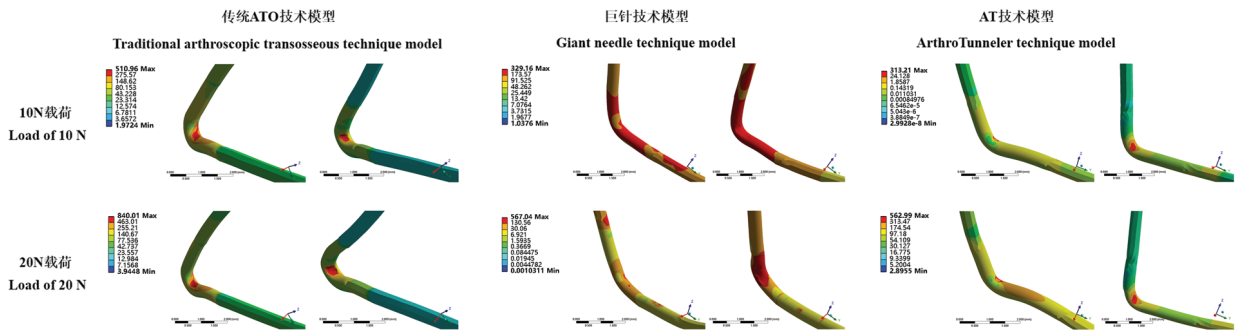 传统ATO技术模型
Traditional arthroscopic transosseous technique model
巨针技术模型
Giant needle technique model
AT技术模型
ArthroTunneler technique model
10N载荷
Load of 10 N
510.96 Max
275.57
148.62
80.153
43.228
23.314
12.574
6.7811
3.6572
1.9724 Min
329.16 Max
173.57
91.525
48.262
25.449
13.42
7.0764
3.7315
1.9677
1.0376 Min
313.21 Max
24.128
1.8587
0.14319
0.011031
0.00084976
6.5462e-5
5.043e-6
3.8849e-7
2.9928e-8 Min
20N载荷
Load of 20 N
840.01 Max
463.01
255.21
140.67
77.536
42.737
23.557
12.984
7.1568
3.9448 Min
567.04 Max
130.56
30.06
6.921
1.5935
0.3669
0.084475
0.01945
0.0044782
0.0010311 Min
562.99 Max
313.47
174.54
97.18
54.109
30.127
16.775
9.3399
5.2004
2.8955 Min